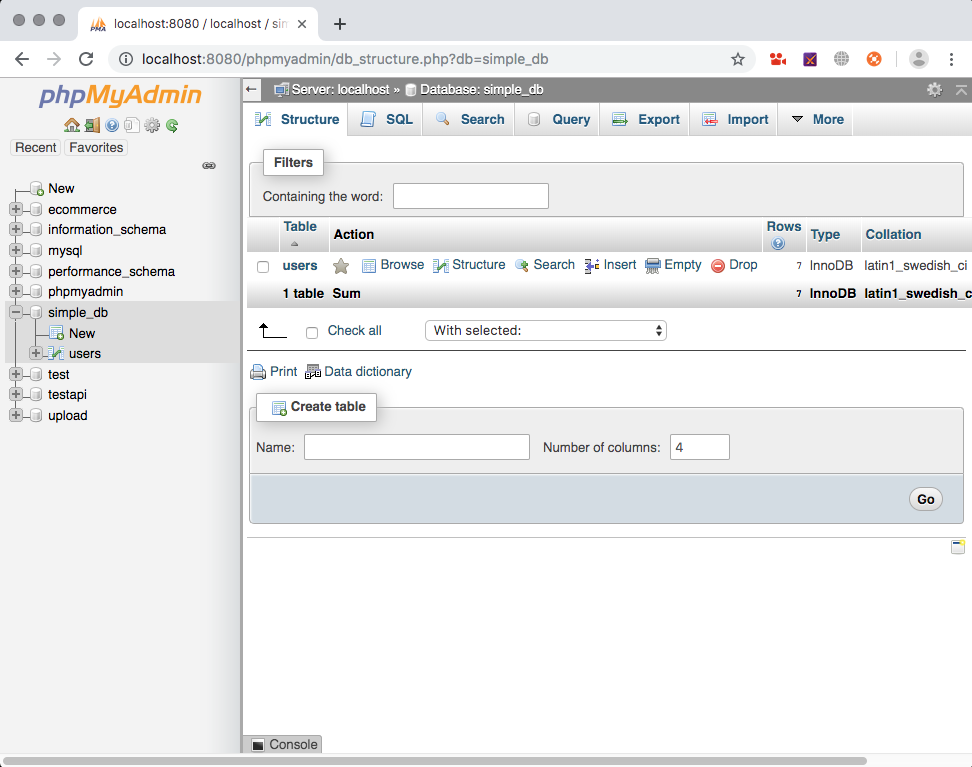 localhost:8080 / localhost / sim
localhost:8080/phpmyadmin/db_structure.php?db=simple_db
phpMyAdmin
Recent Favorites
New
ecommerce
information_schema
mysql
performance_schema
phpmyadmin
simple_db
New
users
test
testapi
upload
Server: localhost » Database: simple_db
Structure SQL Search Query Export Import More
Filters
Containing the word:
Table Action Rows Type Collation
users Browse Structure Search Insert Empty Drop 7 InnoDB latin1_swedish_ci
1 table Sum 7 InnoDB latin1_swedish_c
Check all With selected:
Print Data dictionary
Create table
Name: Number of columns: 4
Go
Console